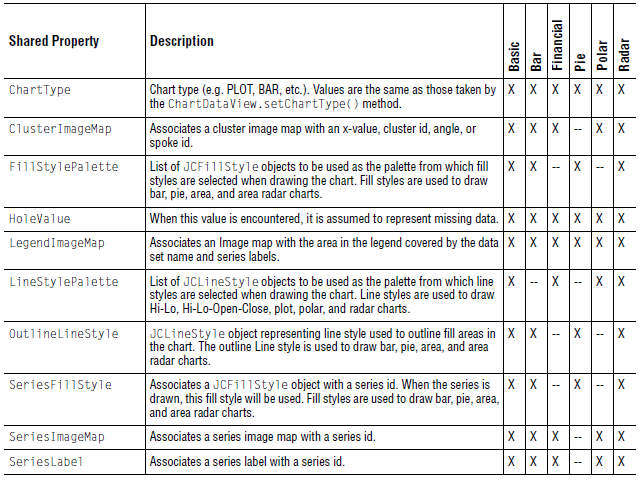 Shared Property Description Basic Bar Financial Pie Polar Radar
ChartType Chart type (e.g. PLOT, BAR, etc.). Values are the same as those taken by X X X X X X
the ChartDataView.setChartType() method.
ClusterImageMap Associates a cluster image map with an x-value, cluster id, angle, or X X X -- X X
spoke id.
FillStylePalette List of JCFillStyle objects to be used as the palette from which fill X X -- X -- X
styles are selected when drawing the chart. Fill styles are used to draw
bar, pie, area, and area radar charts.
HoleValue When this value is encountered, it is assumed to represent missing data. X X X X X X
LegendImageMap Associates an Image map with the area in the legend covered by the data X X X X X X
set name and series labels.
LineStylePalette List of JCLineStyle objects to be used as the palette from which line X -- X -- X X
styles are selected when drawing the chart. Line styles are used to draw
Hi-Lo, Hi-Lo-Open-Close, plot, polar, and radar charts.
OutlineLineStyle JCLineStyle object representing line style used to outline fill areas in X X -- X -- X
the chart. The outline Line style is used to draw bar, pie, area, and area
radar charts.
SeriesFillStyle Associates a JCFillStyle object with a series id. When the series is X X -- X -- X
drawn, this fill style will be used. Fill styles are used to draw bar, pie, area,
and area radar charts.
SeriesImageMap Associates a series image map with a series id. X X X -- X X
SeriesLabel Associates a series label with a series id. X X X -- X X